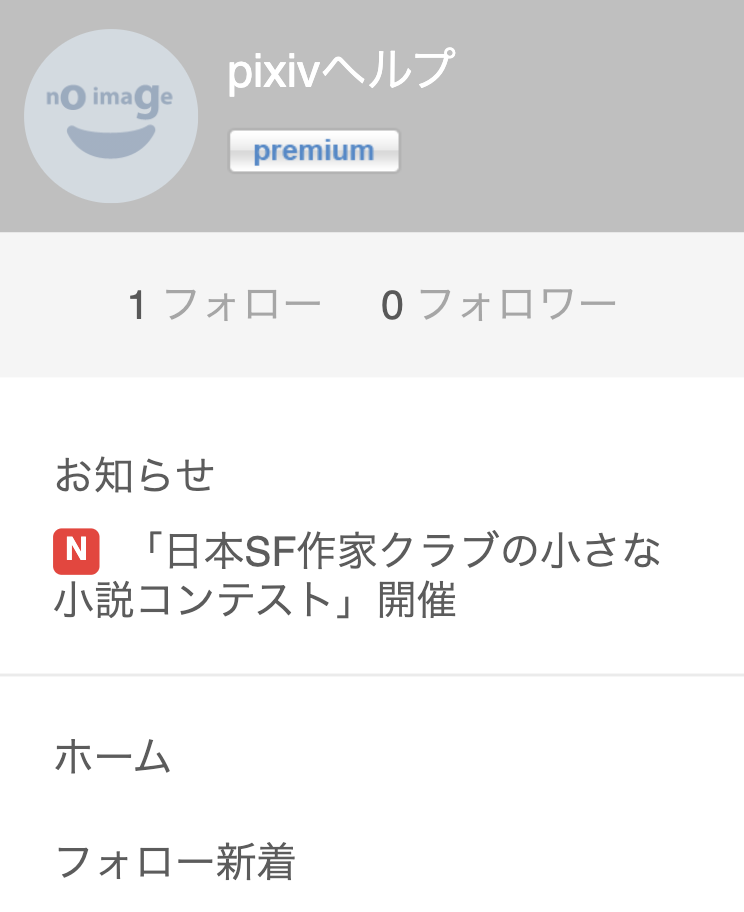 no image
pixivヘルプ
premium
1 フォロー 0 フォロワー
お知らせ
N 「日本SF作家クラブの小さな
小説コンテスト」開催
ホーム
フォロー新着